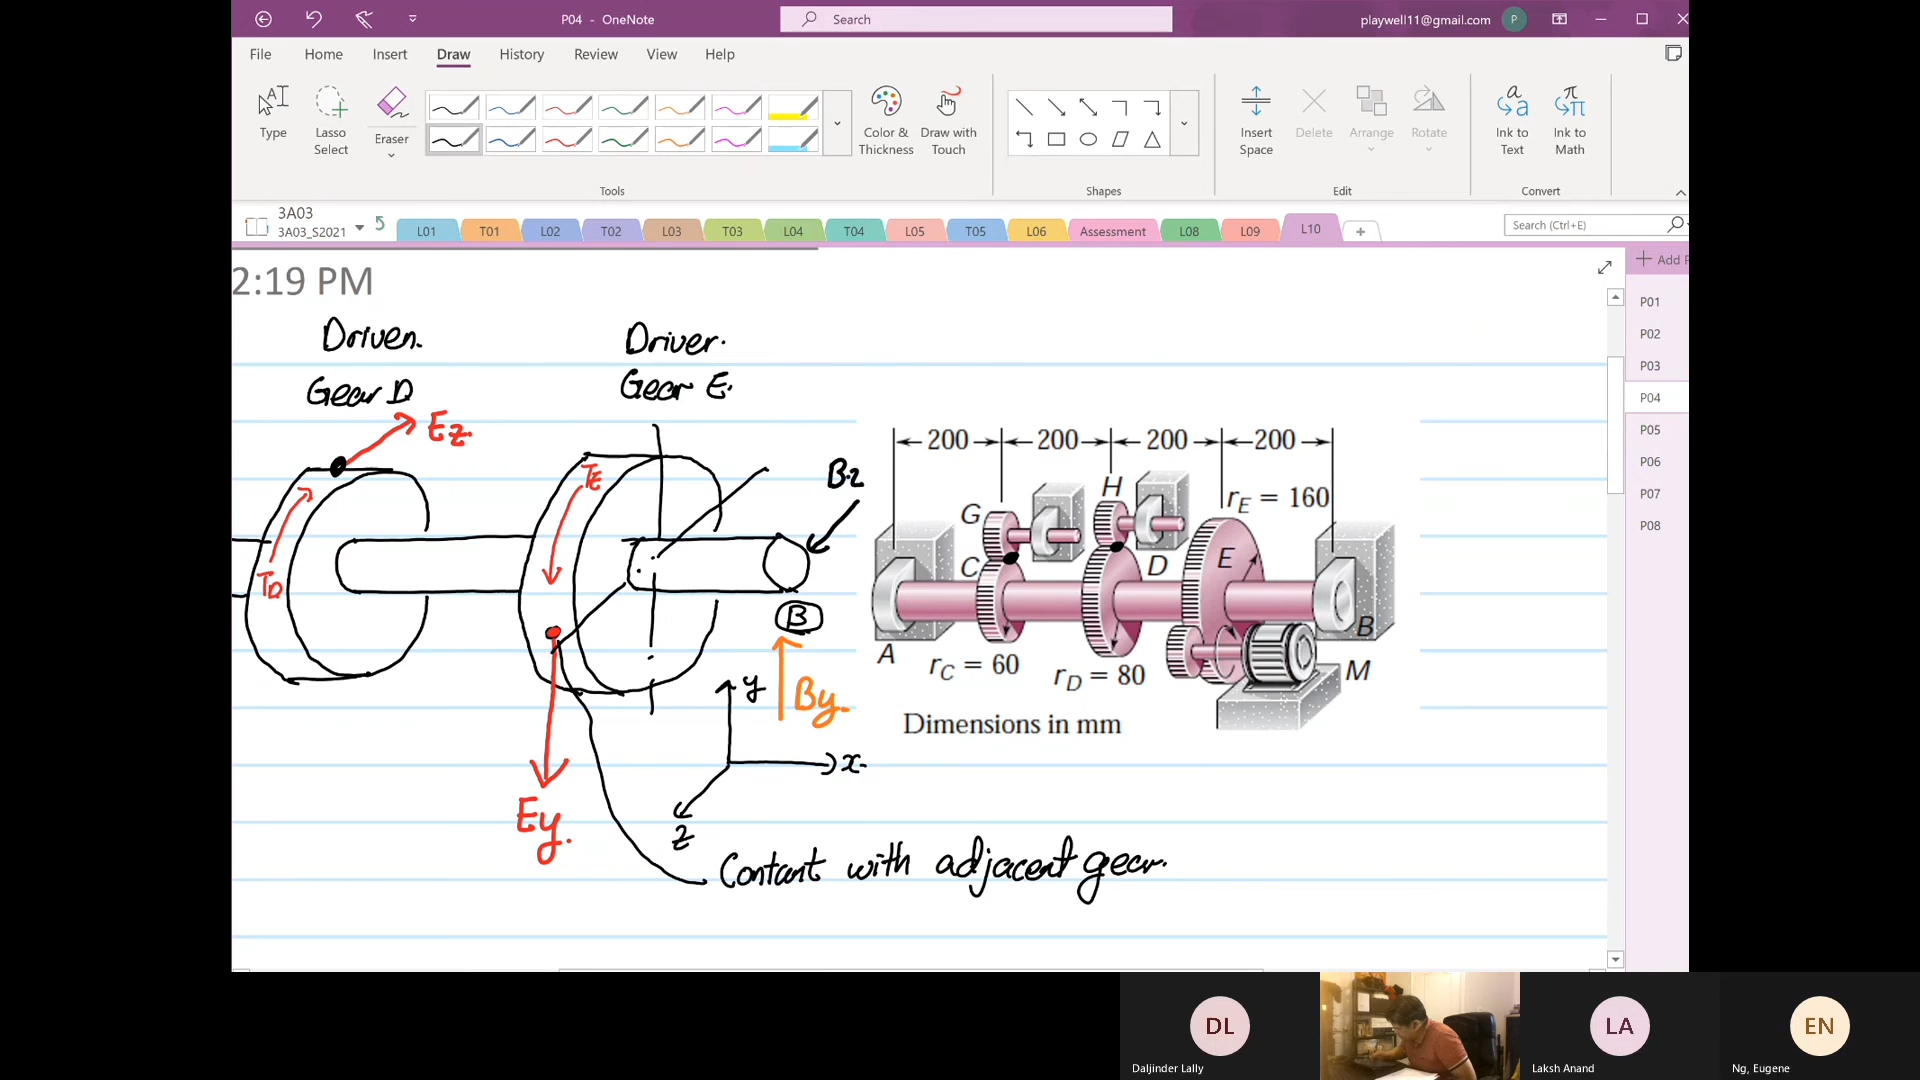 P04 - OneNote
Search
playwell11@gmail.com
P
File Home Insert Draw History Review View Help
Type
Lasso Select
Eraser
Color & Thickness
Draw with Touch
Insert Space
Delete
Arrange
Rotate
Ink to Text
Ink to Math
Tools
Shapes
Edit
Convert
3A03
3A03_S2021
L01 T01 L02 T02 L03 T03 L04 T04 L05 T05 L06 Assessment L08 L09 L10
Search (Ctrl+E)
2:19 PM
Add P
P01
P02
P03
P04
P05
P06
P07
P08
Driven.
Gear D
Driver.
Gear E.
Ez.
TE
TD
Bz
B
By.
Ey.
y
x
z
Contact with adjacent gear.
200 200 200 200
G
H
rE = 160
C
D
E
A
B
M
rC = 60
rD = 80
Dimensions in mm
DL
LA
EN
Daljinder Lally
Laksh Anand
Ng, Eugene